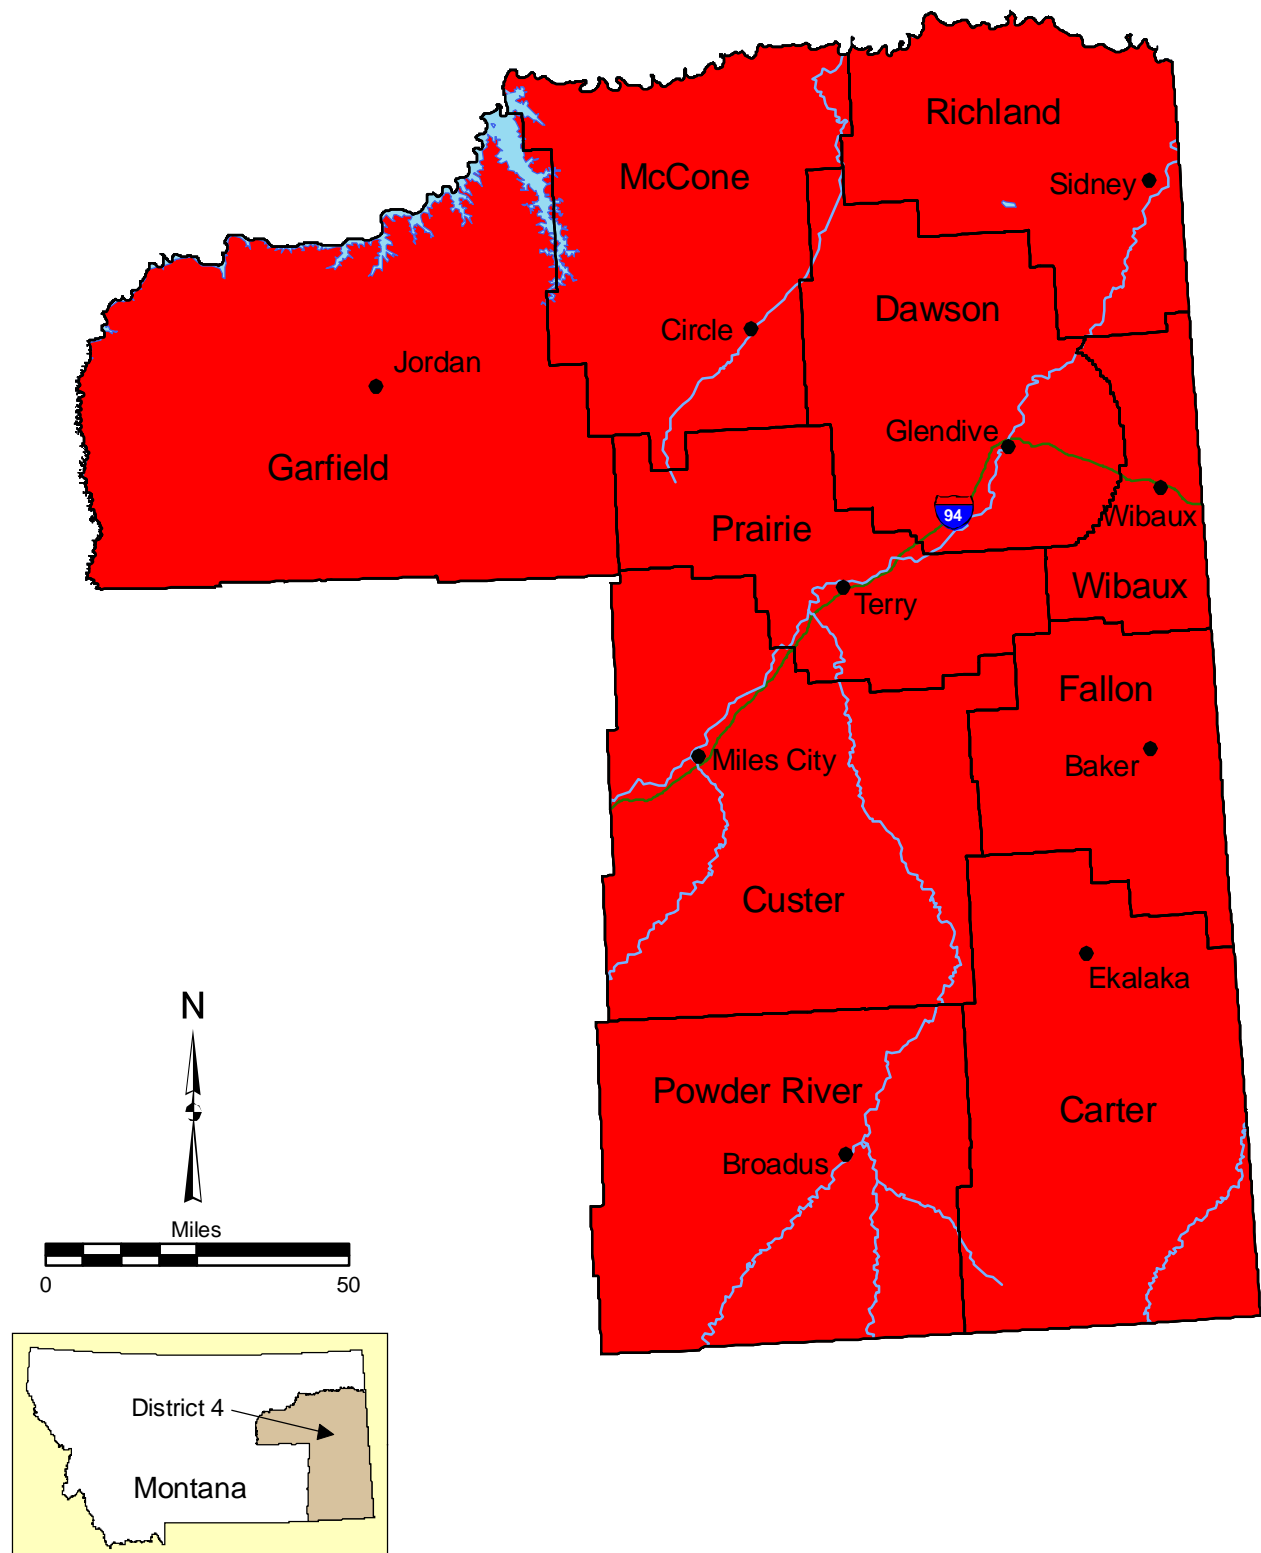 Richland
McCone
Sidney
Dawson
Circle
Jordan
Glendive
Garfield
94
Wibaux
Prairie
Wibaux
Terry
Fallon
Miles City
Baker
Custer
Ekalaka
N
Powder River
Carter
Broadus
Miles
0 50
District 4
Montana